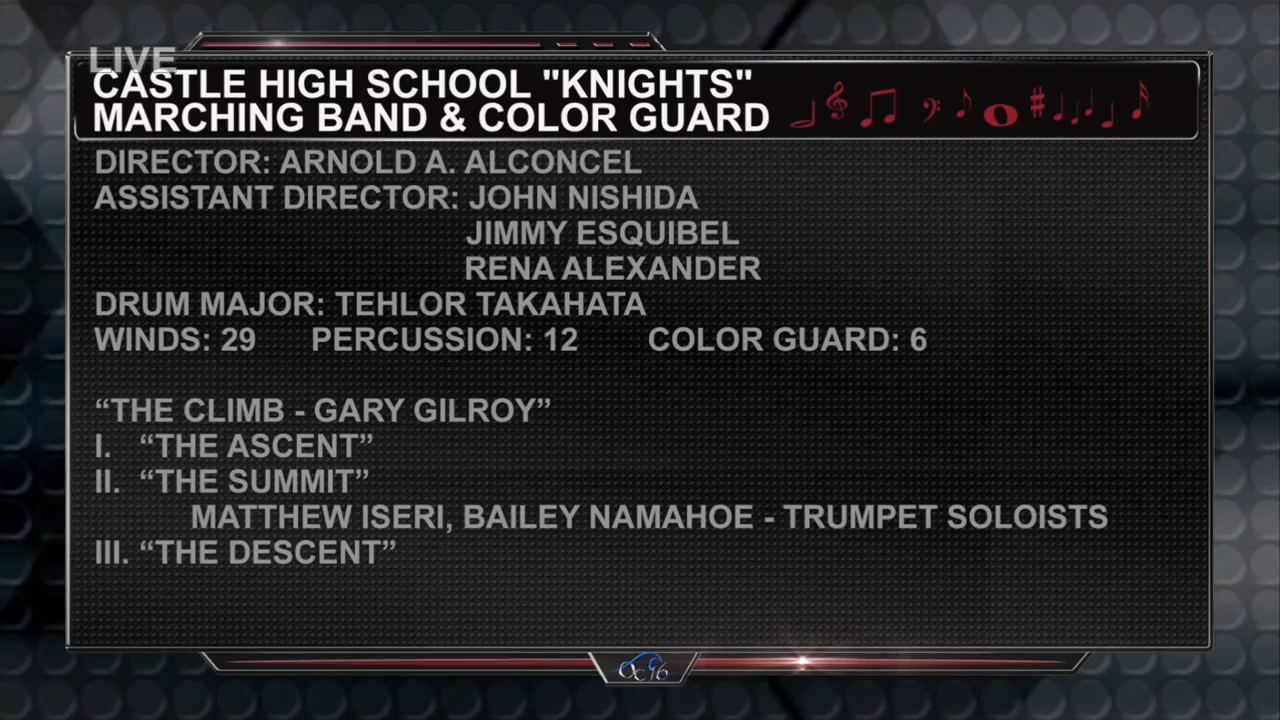 LIVE
CASTLE HIGH SCHOOL "KNIGHTS"
MARCHING BAND & COLOR GUARD
DIRECTOR: ARNOLD A. ALCONCEL
ASSISTANT DIRECTOR: JOHN NISHIDA
JIMMY ESQUIBEL
RENA ALEXANDER
DRUM MAJOR: TEHLOR TAKAHATA
WINDS: 29 PERCUSSION: 12 COLOR GUARD: 6
“THE CLIMB - GARY GILROY”
I. “THE ASCENT”
II. “THE SUMMIT”
MATTHEW ISERI, BAILEY NAMAHOE - TRUMPET SOLOISTS
III. “THE DESCENT”
OC16